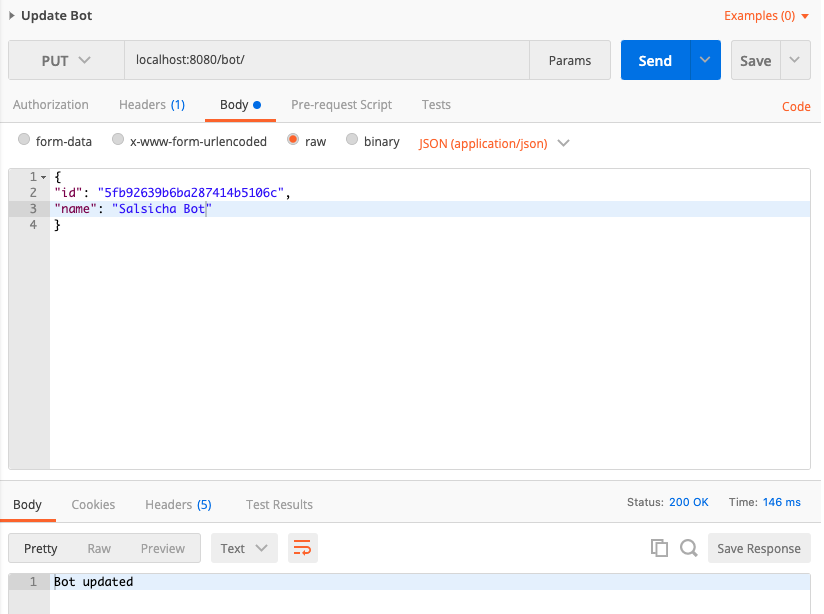 Update Bot
Examples (0)
PUT
localhost:8080/bot/
Params
Send
Save
Authorization
Headers (1)
Body
Pre-request Script
Tests
Code
form-data
x-www-form-urlencoded
raw
binary
JSON (application/json)
1 {
2 "id": "5fb92639b6ba287414b5106c",
3 "name": "Salsicha Bot"
4 }
Body
Cookies
Headers (5)
Test Results
Status: 200 OK
Time: 146 ms
Pretty
Raw
Preview
Text
Save Response
1 Bot updated